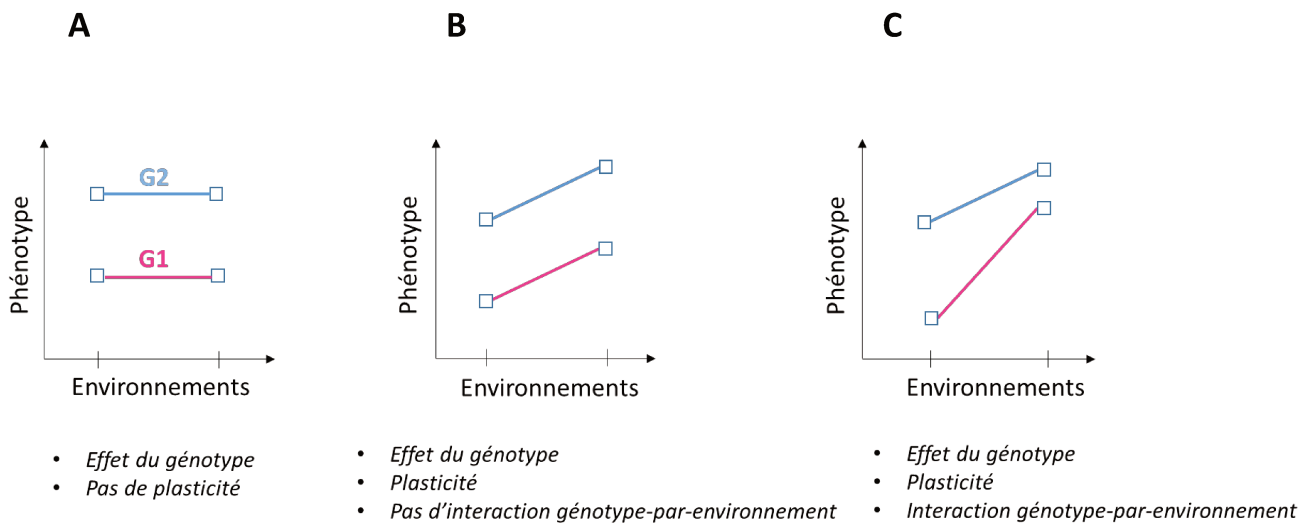 A
B
C
Phénotype
G2
G1
Environnements
Phénotype
Environnements
Phénotype
Environnements
• Effet du génotype
• Pas de plasticité
• Effet du génotype
• Plasticité
• Pas d’interaction génotype-par-environnement
• Effet du génotype
• Plasticité
• Interaction génotype-par-environnement